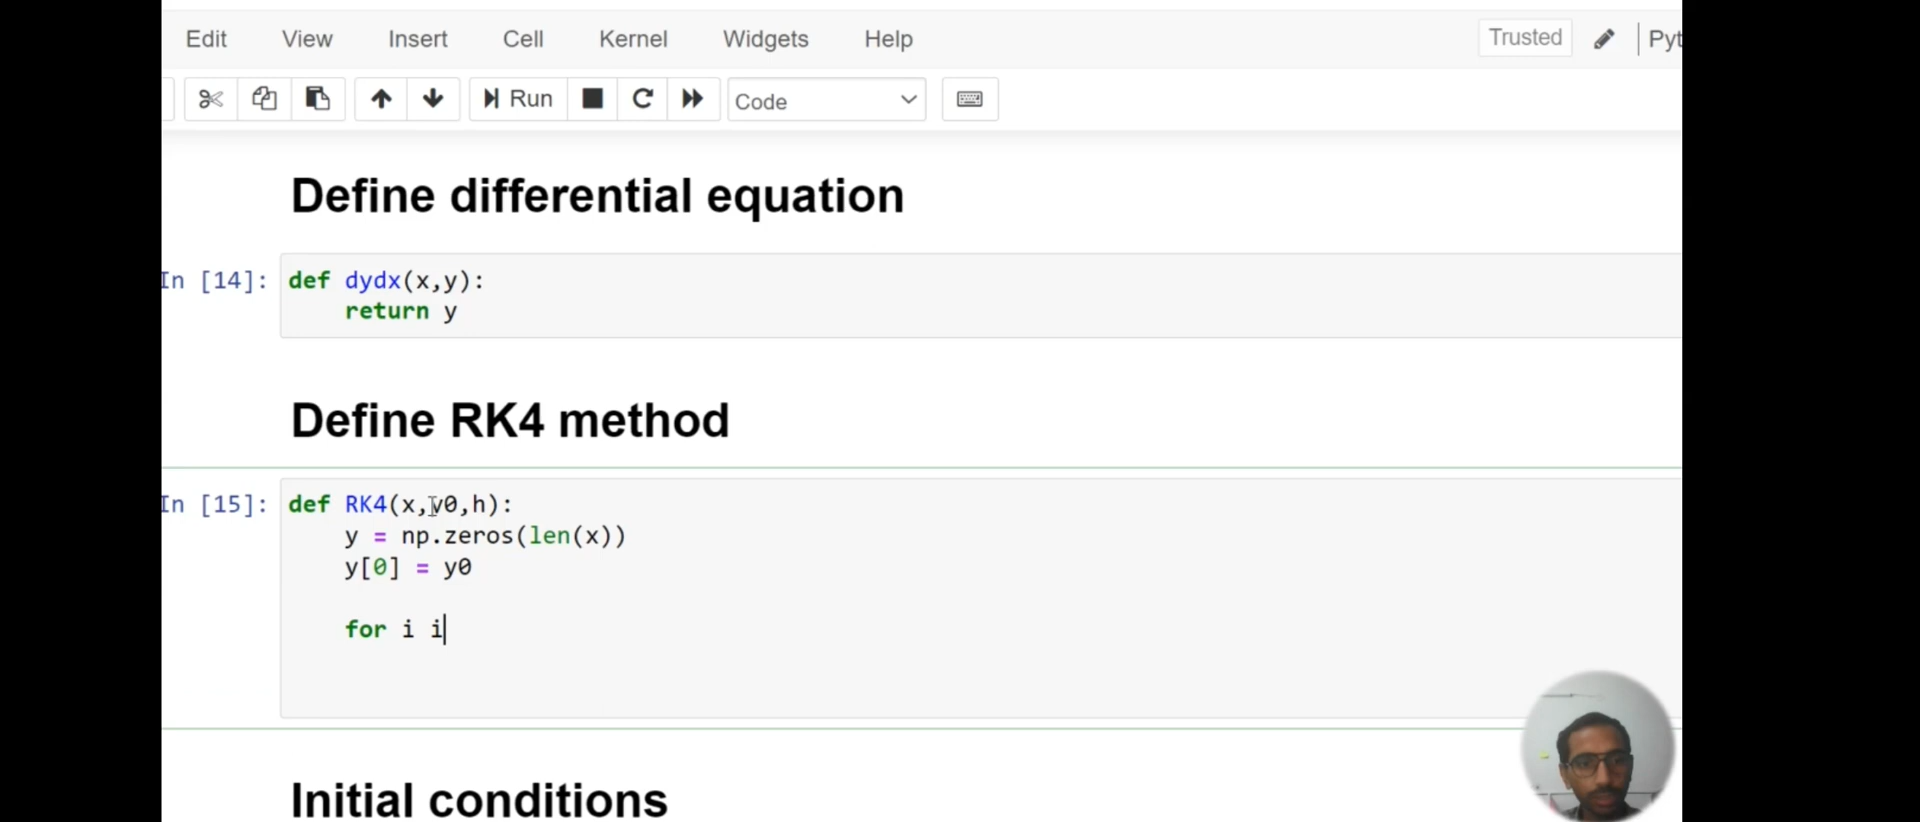 Edit View Insert Cell Kernel Widgets Help Trusted Pyt
Run Code
Define differential equation
In [14]: def dydx(x,y):
return y
Define RK4 method
In [15]: def RK4(x,y0,h):
y = np.zeros(len(x))
y[0] = y0
for i i
Initial conditions